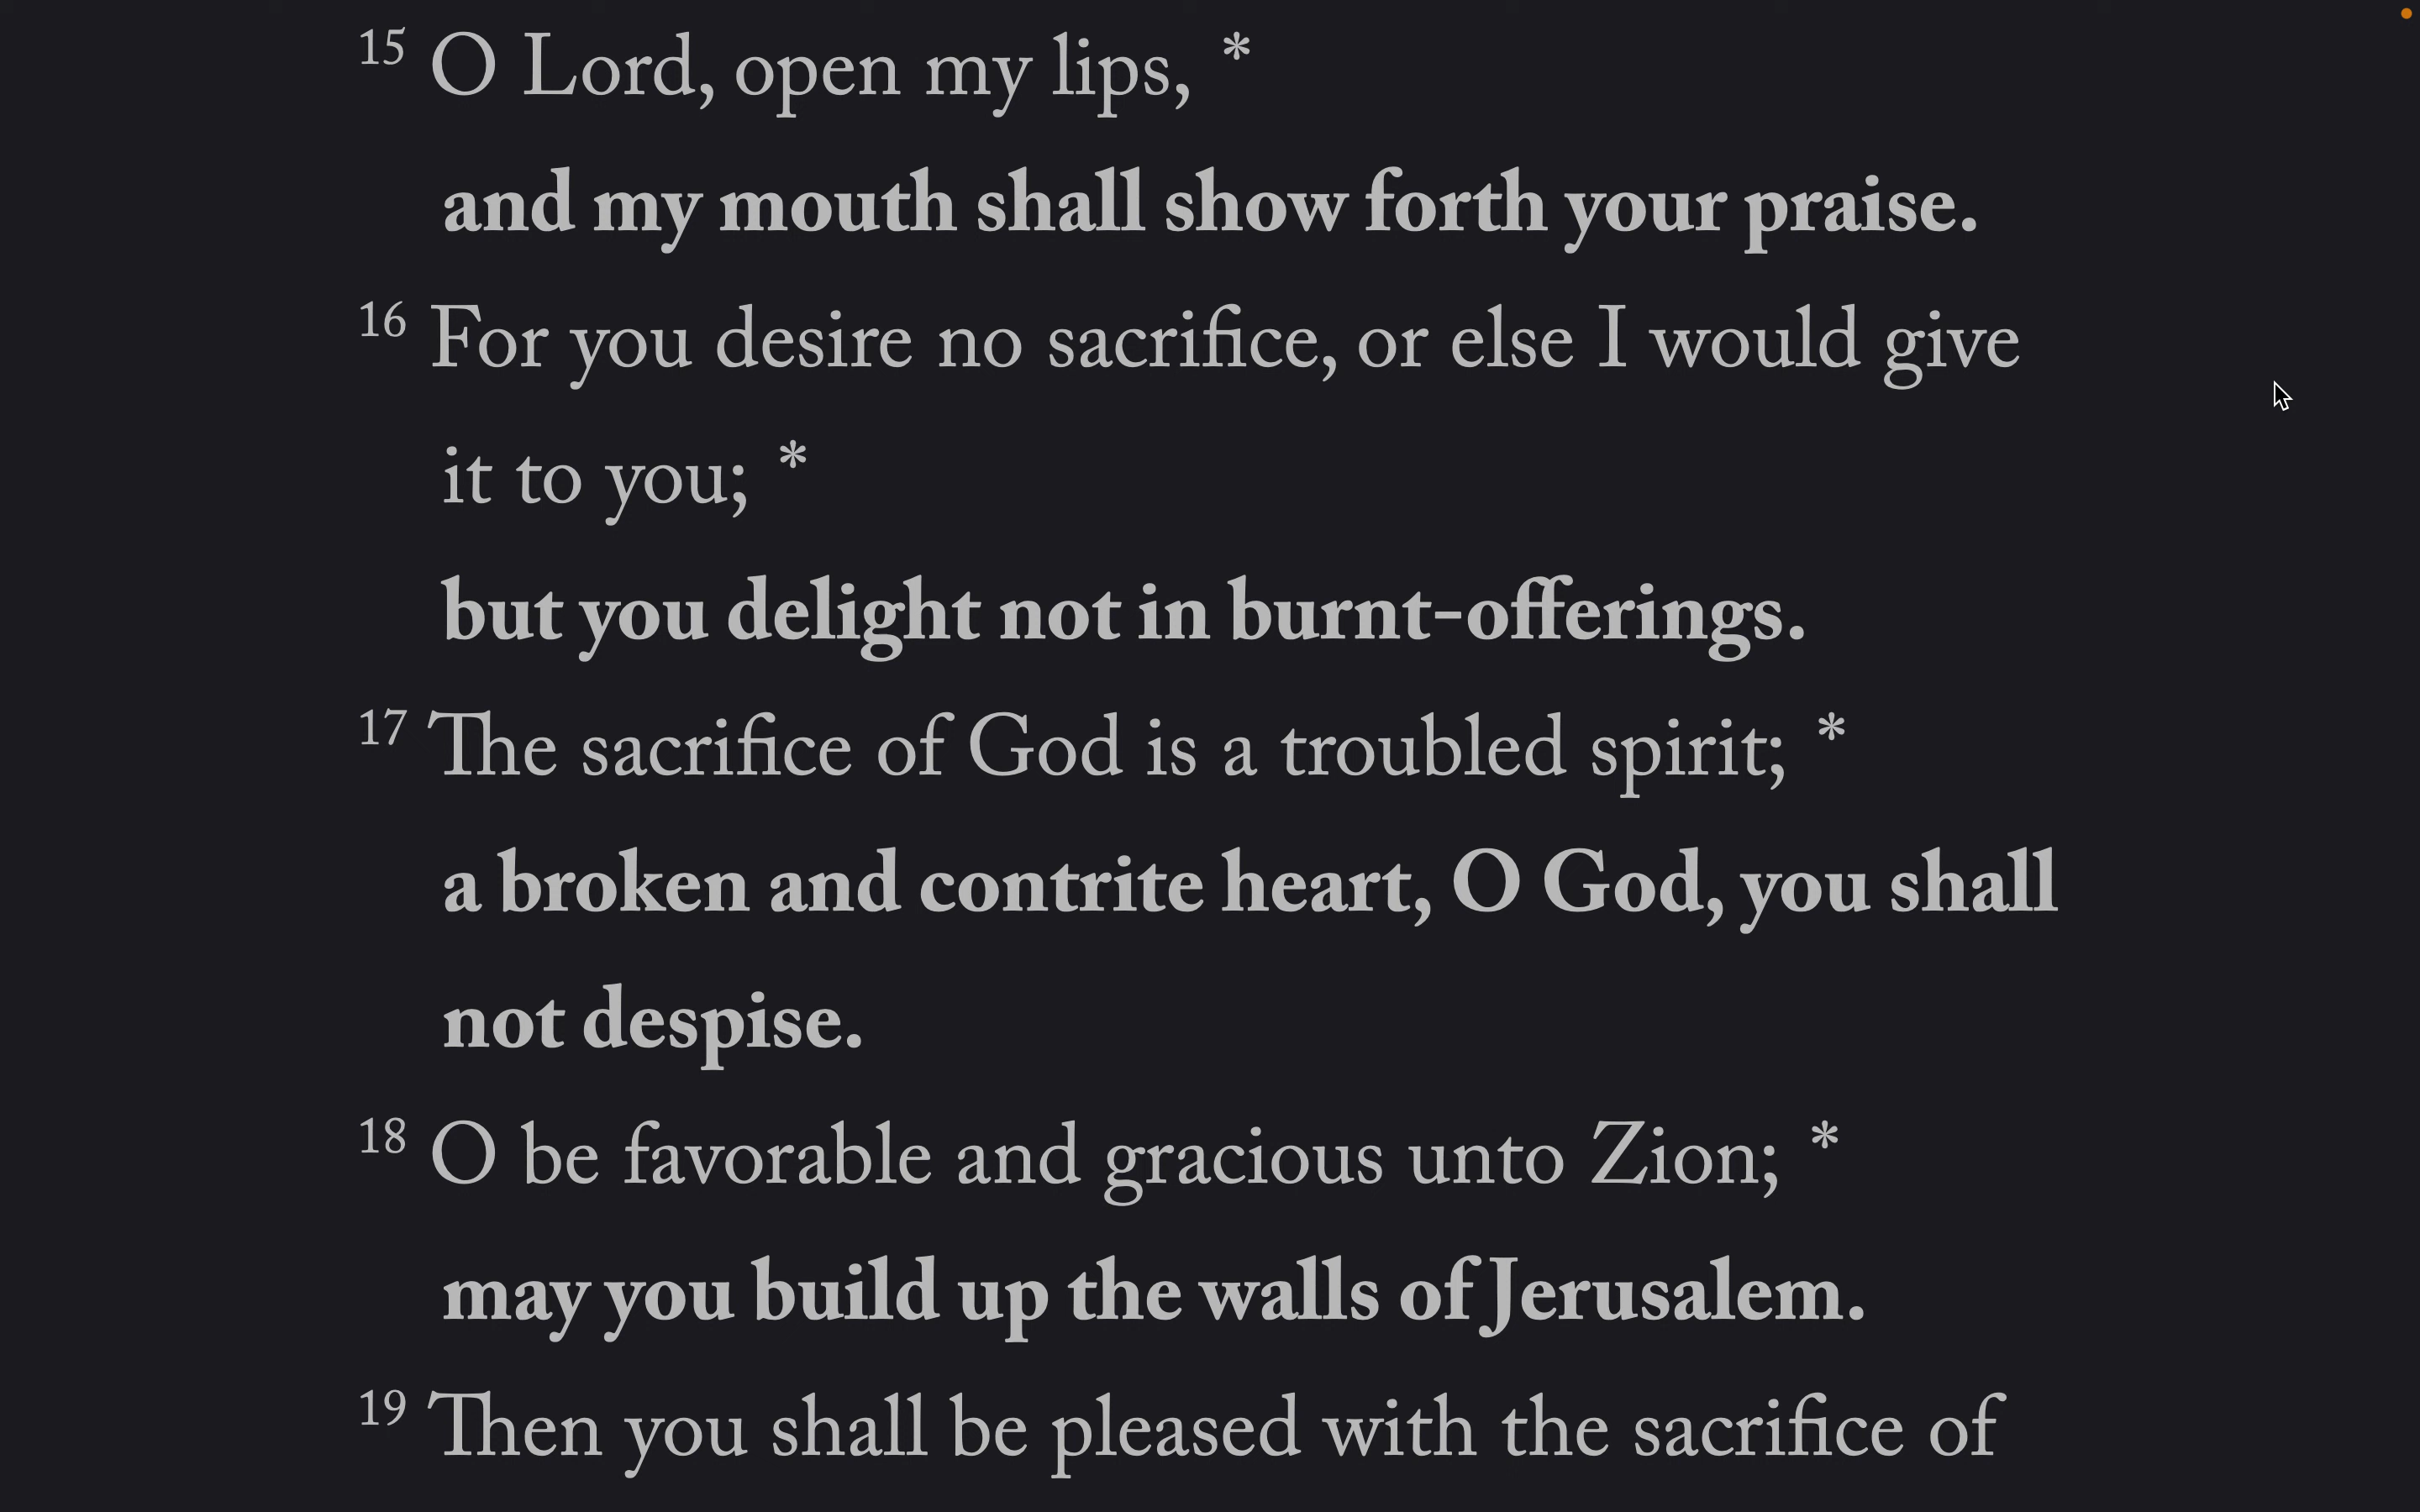 15 O Lord, open my lips, *
and my mouth shall show forth your praise.
16 For you desire no sacrifice, or else I would give
it to you; *
but you delight not in burnt-offerings.
17 The sacrifice of God is a troubled spirit; *
a broken and contrite heart, O God, you shall
not despise.
18 O be favorable and gracious unto Zion; *
may you build up the walls of Jerusalem.
19 Then you shall be pleased with the sacrifice of